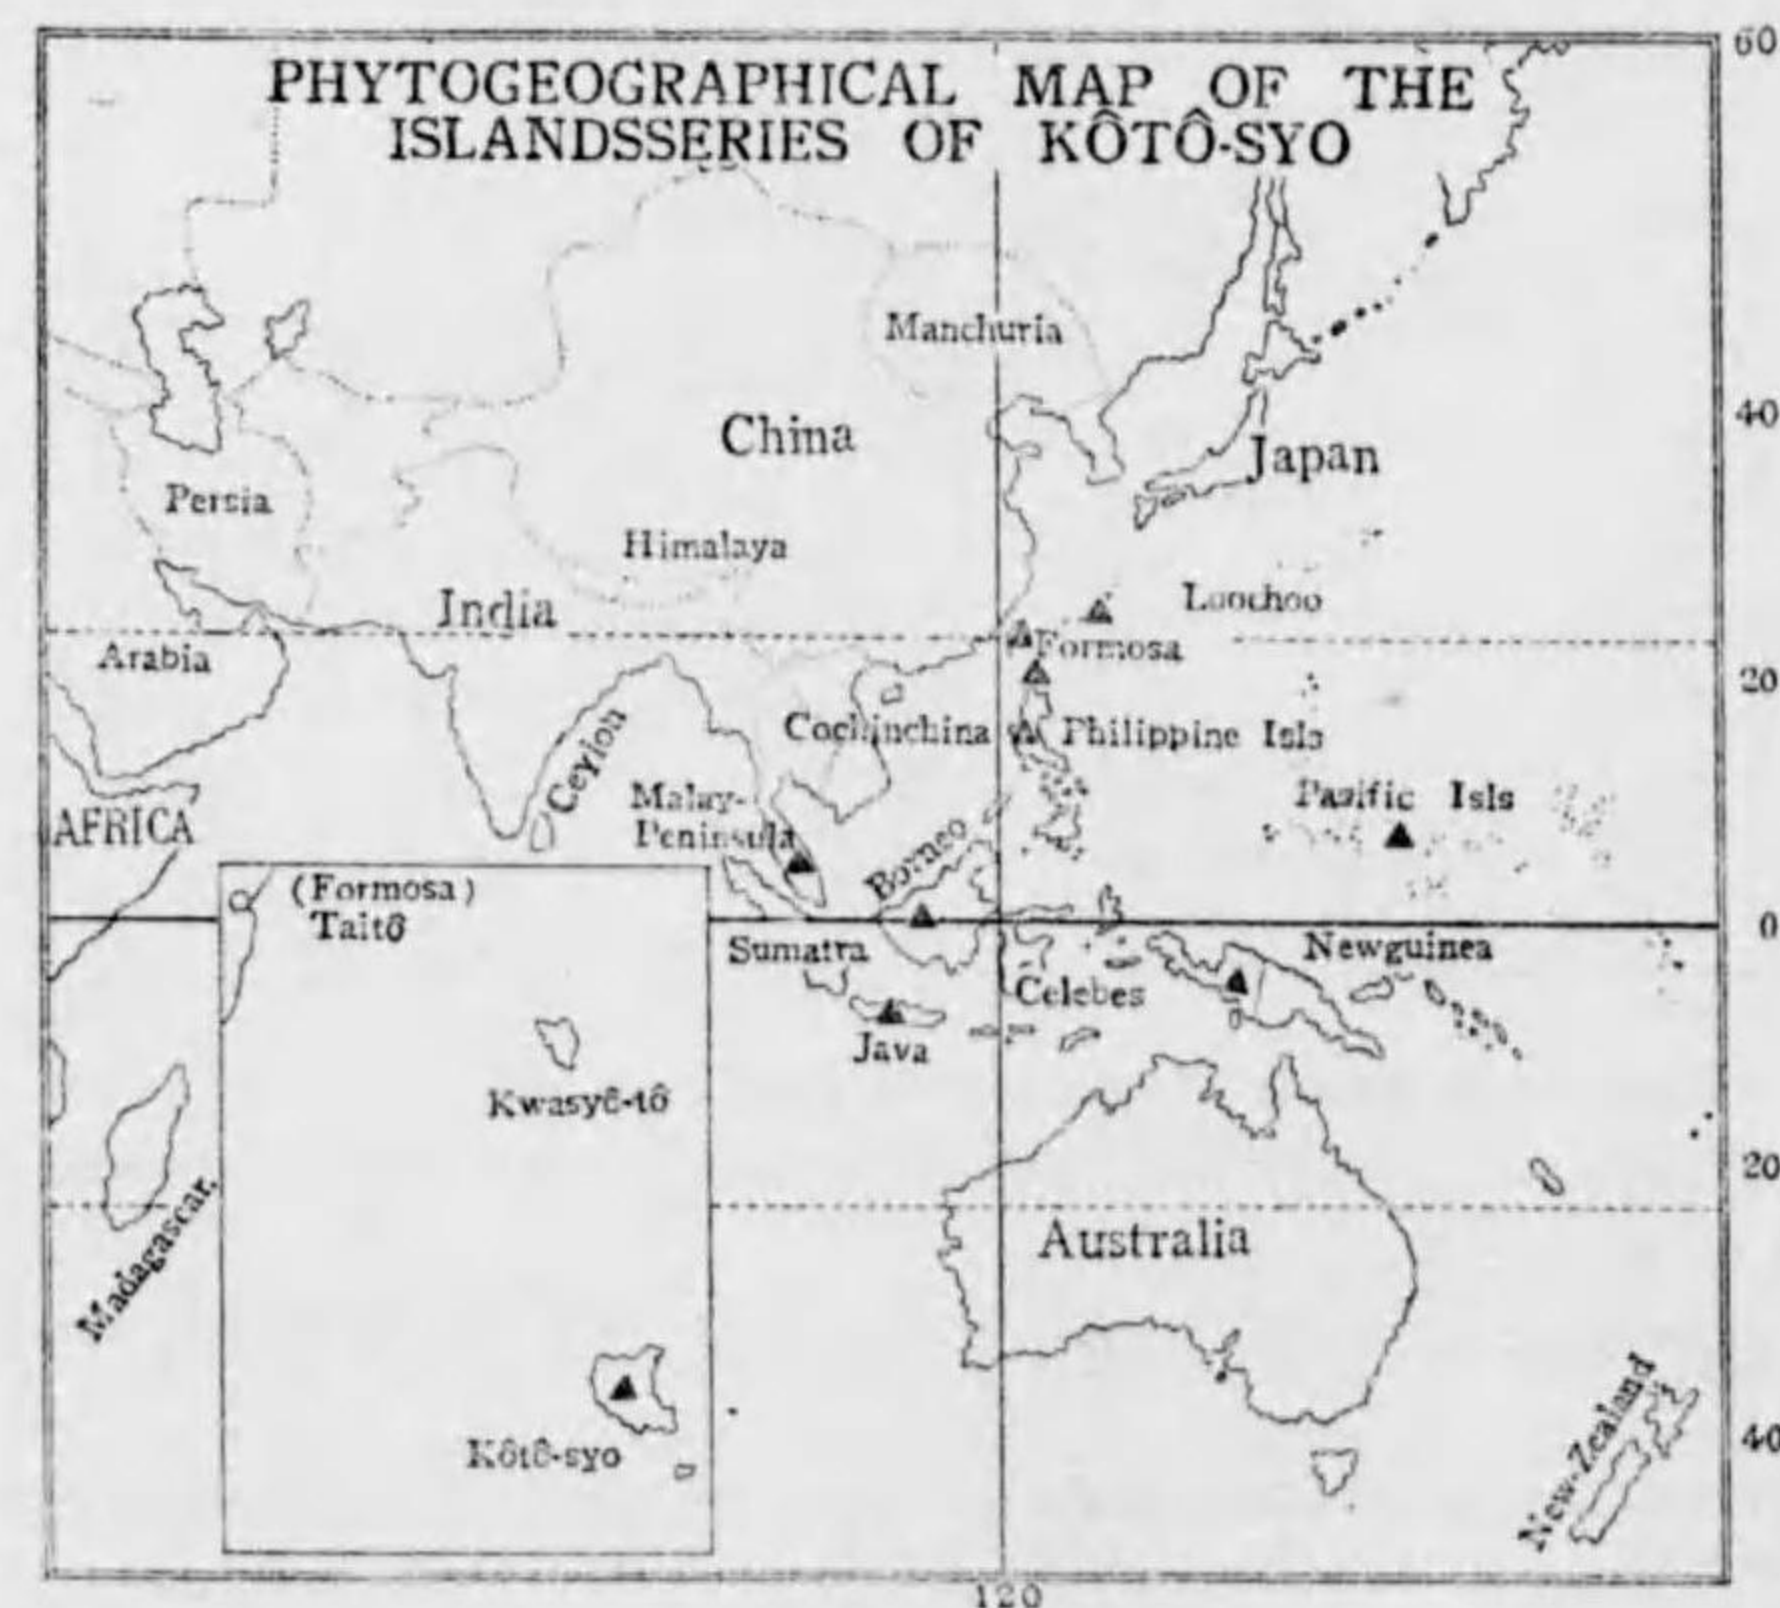 PHYTOGEOGRAPHICAL MAP OF THE
ISLANDSSERIES OF KÔTÔ-SYO
60
Manchuria
China
40
Japan
Persia
Himalaya
India
Loochoo
Formosa
Arabia
20
Cochinchina
Philippine Isls
Ceylon
Malay-
Peninsula
Pasific Isls
AFRICA
Borneo
(Formosa)
Taitô
0
Sumatra
Newguinea
Celebes
Java
Kwasyô-tô
20
Madagascar.
Australia
New-Zealand
40
Kôtô-syo
120